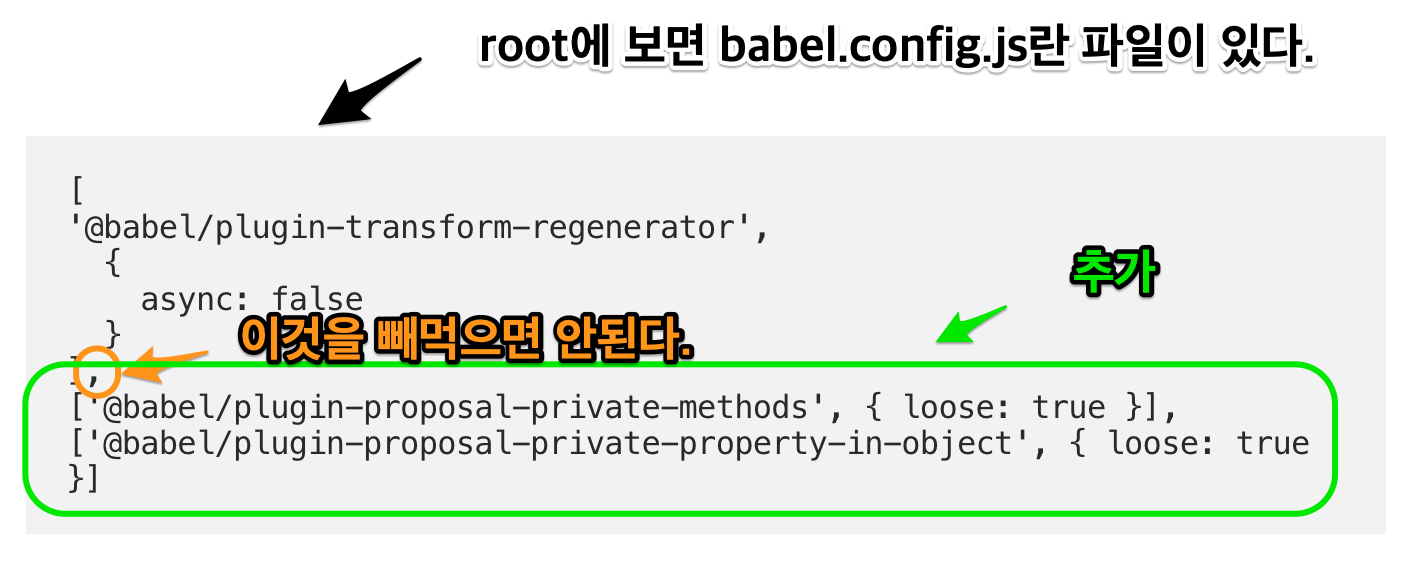 root에 보면 babel.config.js란 파일이 있다.
[
'@babel/plugin-transform-regenerator',
{
async: false
}
이것을 빼먹으면 안된다.
추가
],
['@babel/plugin-proposal-private-methods', { loose: true }],
['@babel/plugin-proposal-private-property-in-object', { loose: true
}]